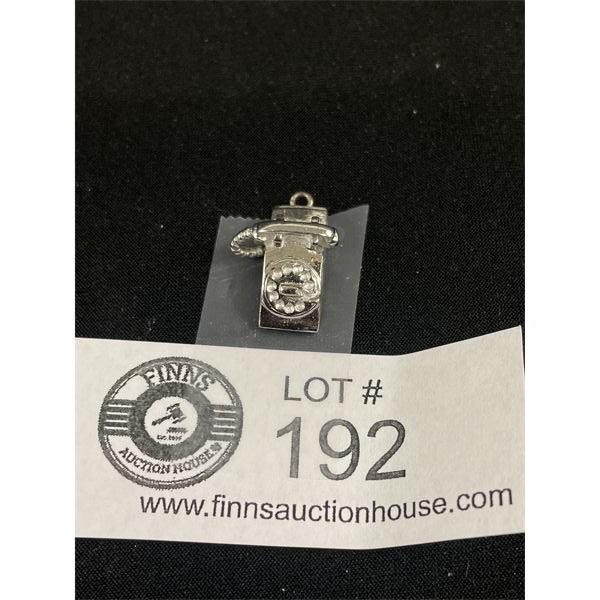 FINNS
AUCTION HOUSE
LOT #
192
www.finnsauctionhouse.com